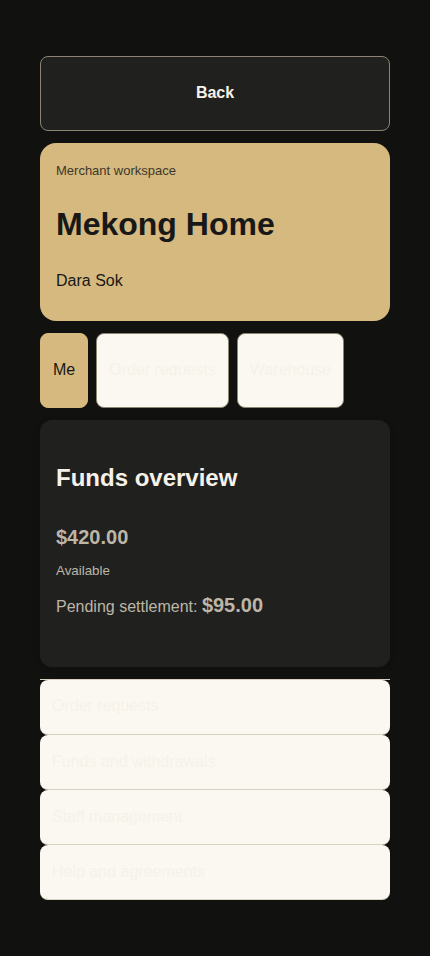 Back
Merchant workspace
Mekong Home
Dara Sok
Me
Order requests
Warehouse
Funds overview
$420.00
Available
Pending settlement: $95.00
Order requests
Funds and withdrawals
Staff management
Help and agreements